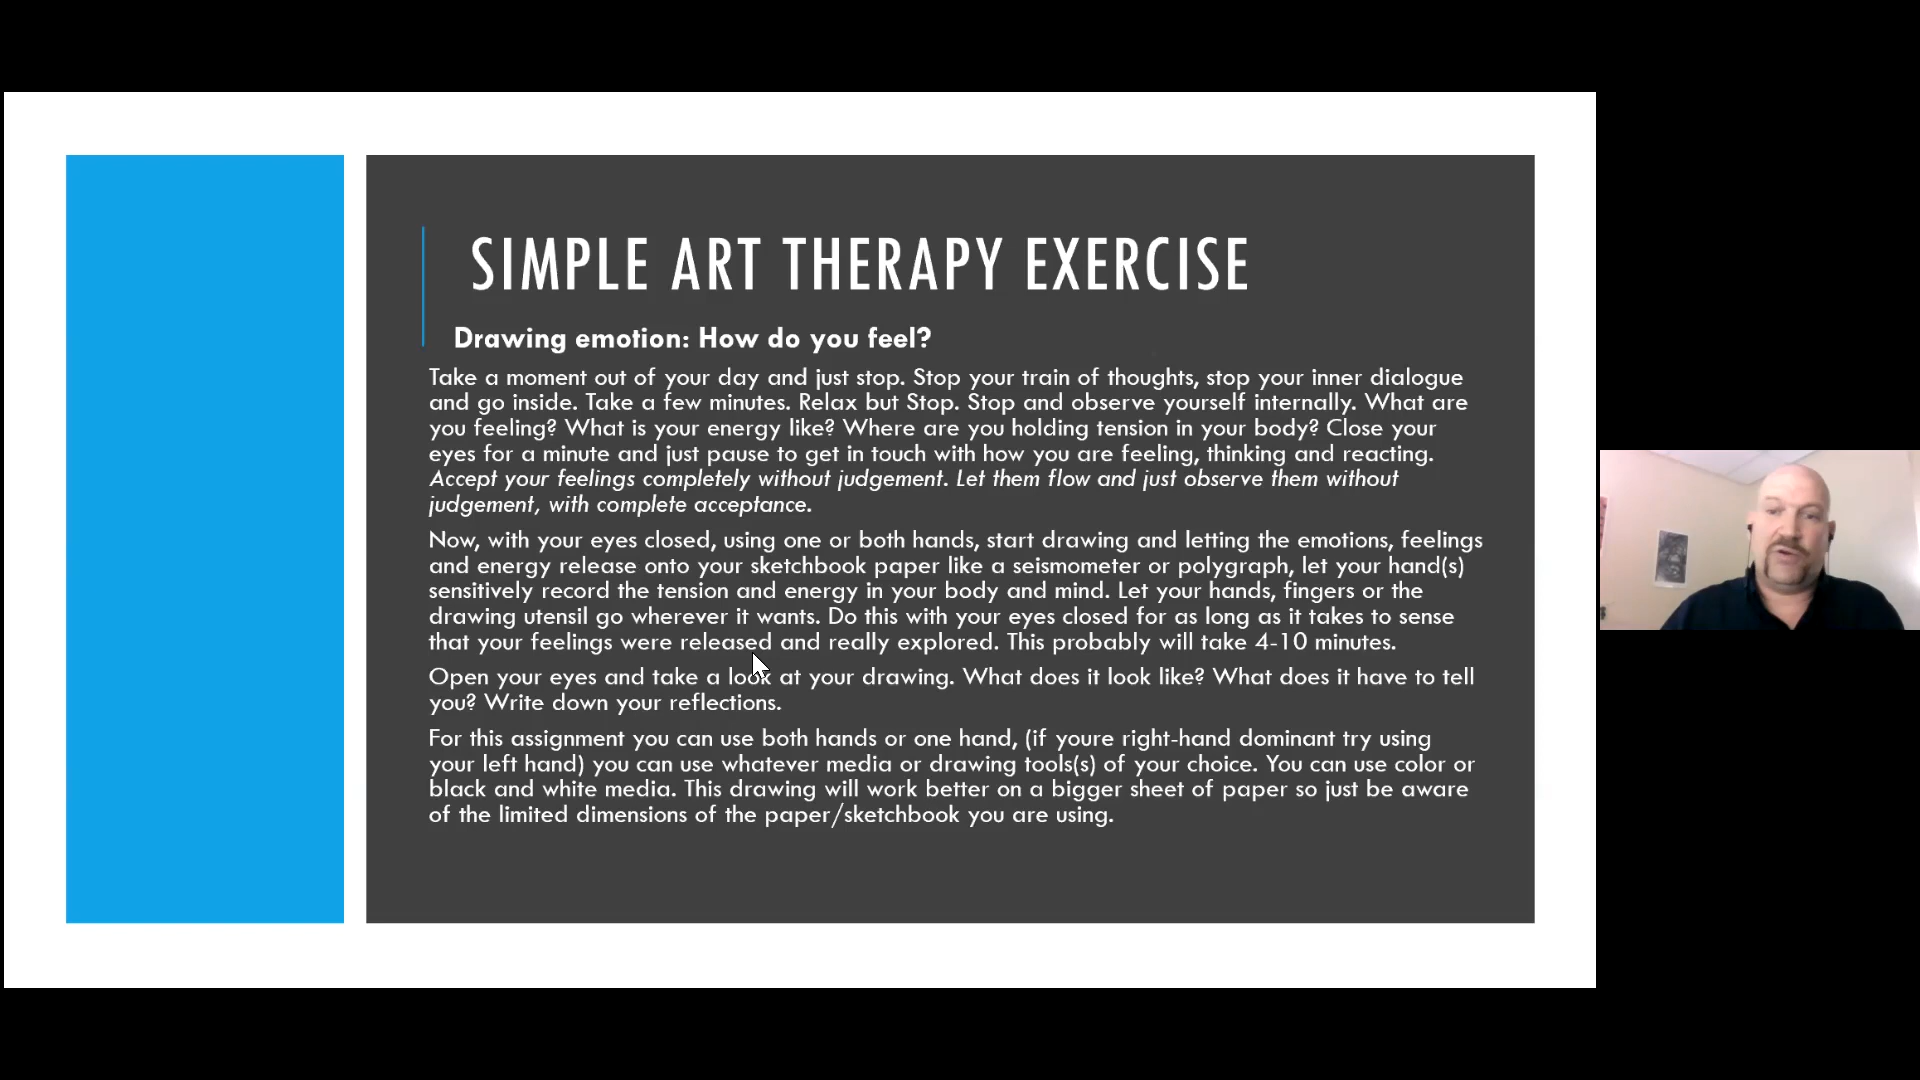 SIMPLE ART THERAPY EXERCISE
Drawing emotion: How do you feel?
Take a moment out of your day and just stop. Stop your train of thoughts, stop your inner dialogue
and go inside. Take a few minutes. Relax but Stop. Stop and observe yourself internally. What are
you feeling? What is your energy like? Where are you holding tension in your body? Close your
eyes for a minute and just pause to get in touch with how you are feeling, thinking and reacting.
Accept your feelings completely without judgement. Let them flow and just observe them without
judgement, with complete acceptance.
Now, with your eyes closed, using one or both hands, start drawing and letting the emotions, feelings
and energy release onto your sketchbook paper like a seismometer or polygraph, let your hand(s)
sensitively record the tension and energy in your body and mind. Let your hands, fingers or the
drawing utensil go wherever it wants. Do this with your eyes closed for as long as it takes to sense
that your feelings were released and really explored. This probably will take 4-10 minutes.
Open your eyes and take a look at your drawing. What does it look like? What does it have to tell
you? Write down your reflections.
For this assignment you can use both hands or one hand, (if youre right-hand dominant try using
your left hand) you can use whatever media or drawing tools(s) of your choice. You can use color or
black and white media. This drawing will work better on a bigger sheet of paper so just be aware
of the limited dimensions of the paper/sketchbook you are using.